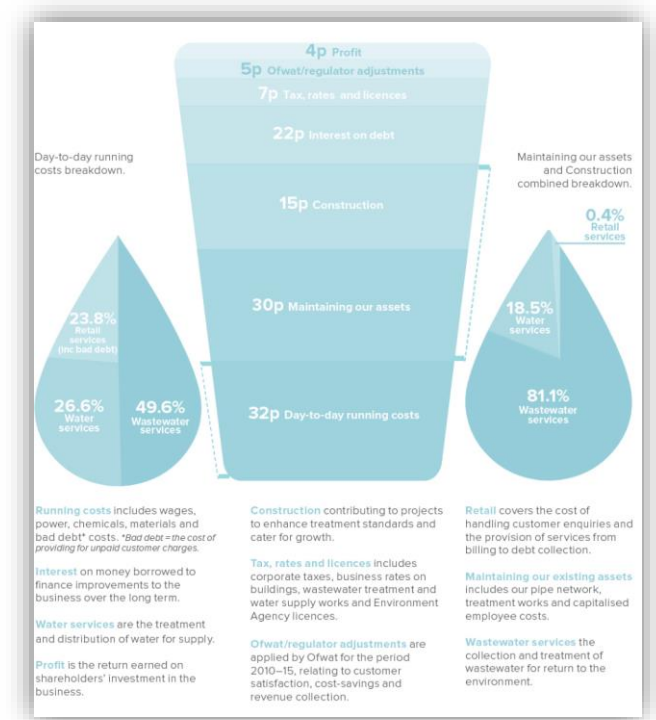 4p Profit
5p Ofwat/regulator adjustments
7p Tax, rates and licences
22p Interest on debt
Day-to-day running
costs breakdown.
Maintaining our assets
and Construction
combined breakdown.
15p Construction
0.4%
Retail
services
30p Maintaining our assets
23.8%
Retail
services
(inc bad debt)
18.5%
Water
services
26.6%
Water
services
49.6%
Wastewater
services
81.1%
Wastewater
services
32p Day-to-day running costs
Running costs includes wages,
power, chemicals, materials and
bad debt* costs. *Bad debt = the cost of
providing for unpaid customer charges.
Interest on money borrowed to
finance improvements to the
business over the long term.
Water services are the treatment
and distribution of water for supply.
Profit is the return earned on
shareholders' investment in the
business.
Construction contributing to projects
to enhance treatment standards and
cater for growth.
Tax, rates and licences includes
corporate taxes, business rates on
buildings, wastewater treatment and
water supply works and Environment
Agency licences.
Ofwat/regulator adjustments are
applied by Ofwat for the period
2010–15, relating to customer
satisfaction, cost-savings and
revenue collection.
Retail covers the cost of
handling customer enquiries and
the provision of services from
billing to debt collection.
Maintaining our existing assets
includes our pipe network,
treatment works and capitalised
employee costs.
Wastewater services the
collection and treatment of
wastewater for return to the
environment.